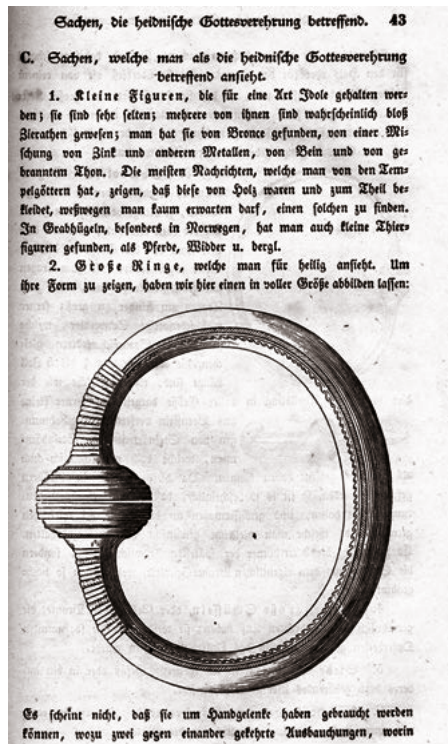 Sachen, die heidnische Gottesverehrung betreffend. 43
C. Sachen, welche man als die heidnische Gottesverehrung
betreffend ansieht.
1. Kleine Figuren, die für eine Art Idole gehalten wer-
den; sie sind sehr selten; mehrere von ihnen sind wahrscheinlich bloß
Zierathen gewesen; man hat sie von Bronce gefunden, von einer Mi-
schung von Zink und anderen Metallen, von Bein und von ge-
branntem Thon. Die meisten Nachrichten, welche man von den Tem-
pelgöttern hat, zeigen, daß diese von Holz waren und zum Theil be-
kleidet, weßwegen man kaum erwarten darf, einen solchen zu finden.
In Grabhügeln, besonders in Norwegen, hat man auch kleine Thier-
figuren gefunden, als Pferde, Widder u. dergl.
2. Große Ringe, welche man für heilig ansieht. Um
ihre Form zu zeigen, haben wir hier einen in voller Größe abbilden lassen:
Es scheint nicht, daß sie um Handgelenke haben gebraucht werden
können, wozu zwei gegen einander gekehrte Ausbauchungen, worin